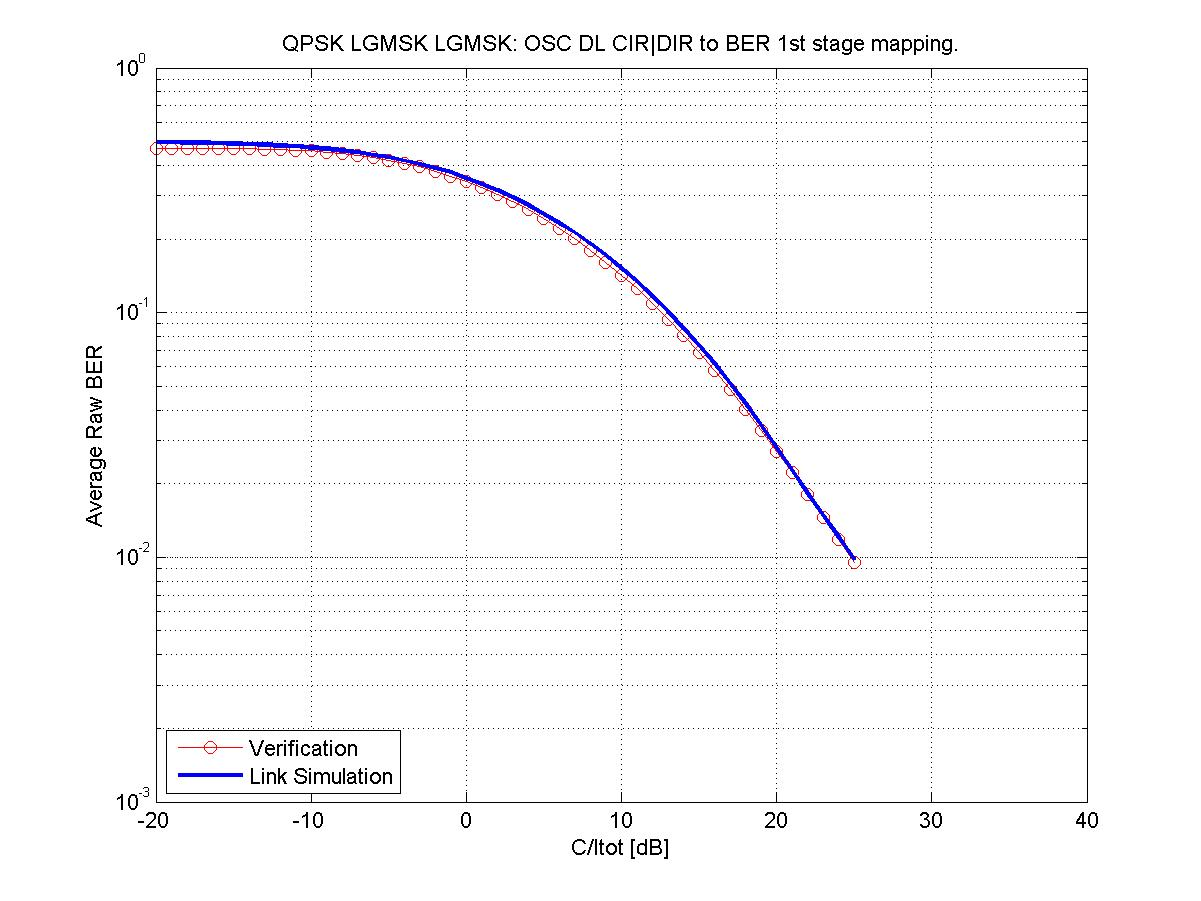 QPSK LGMSK LGMSK: OSC DL CIR|DIR to BER 1st stage mapping.
10^0
10^-1
10^-2
10^-3
Average Raw BER
Verification
Link Simulation
-20 -10 0 10 20 30 40
C/Itot [dB]